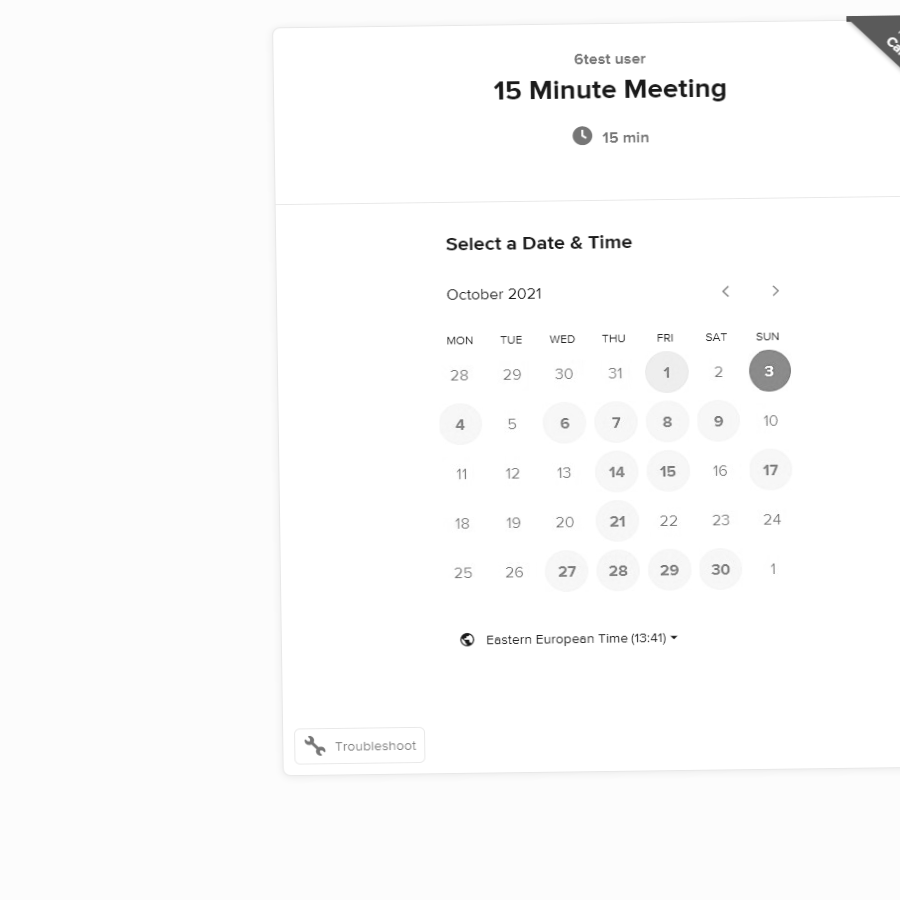 6test user
15 Minute Meeting
15 min
Select a Date & Time
October 2021
MON TUE WED THU FRI SAT SUN
28 29 30 31 1 2 3
4 5 6 7 8 9 10
11 12 13 14 15 16 17
18 19 20 21 22 23 24
25 26 27 28 29 30 1
Eastern European Time (13:41)
Troubleshoot